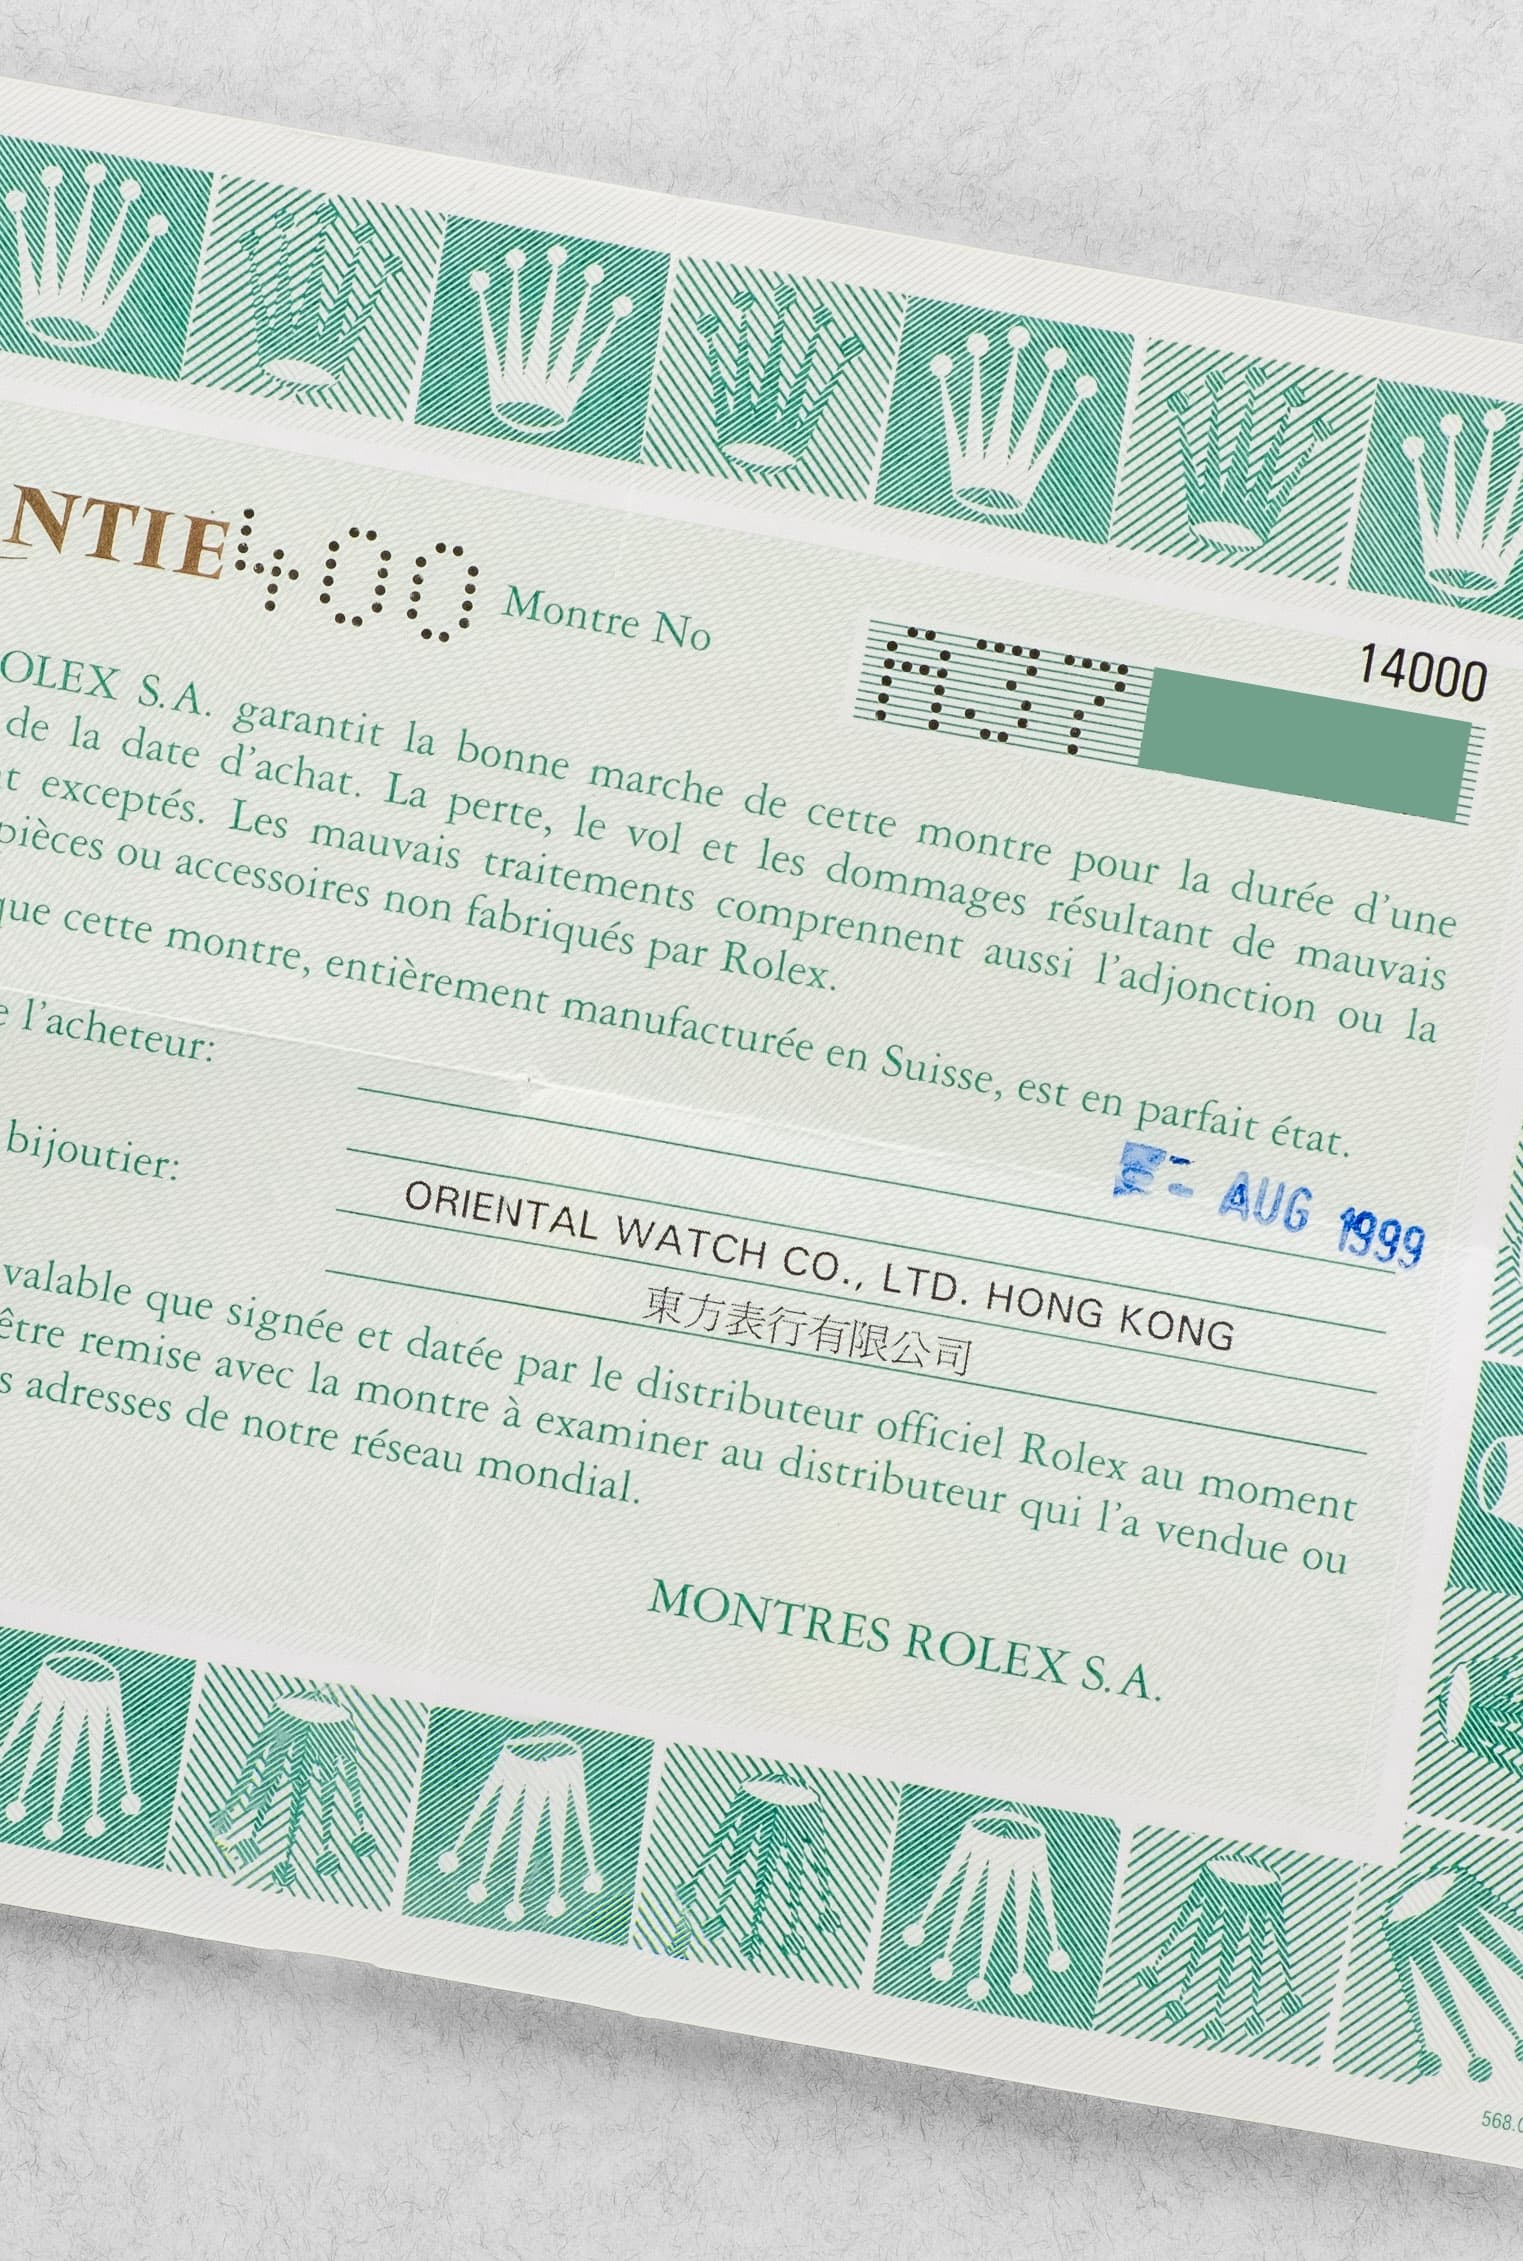 NTIE 400 Montre No
14000
A37
OLEX S.A. garantit la bonne marche de cette montre pour la durée d'une
de la date d'achat. La perte, le vol et les dommages résultant de mauvais
t exceptés. Les mauvais traitements comprennent aussi l'adjonction ou la
pièces ou accessoires non fabriqués par Rolex.
que cette montre, entièrement manufacturée en Suisse, est en parfait état.
e l'acheteur:
AUG 1999
bijoutier:
ORIENTAL WATCH CO., LTD. HONG KONG
東方表行有限公司
valable que signée et datée par le distributeur officiel Rolex au moment
être remise avec la montre à examiner au distributeur qui l'a vendue ou
s adresses de notre réseau mondial.
MONTRES ROLEX S.A.
568.0